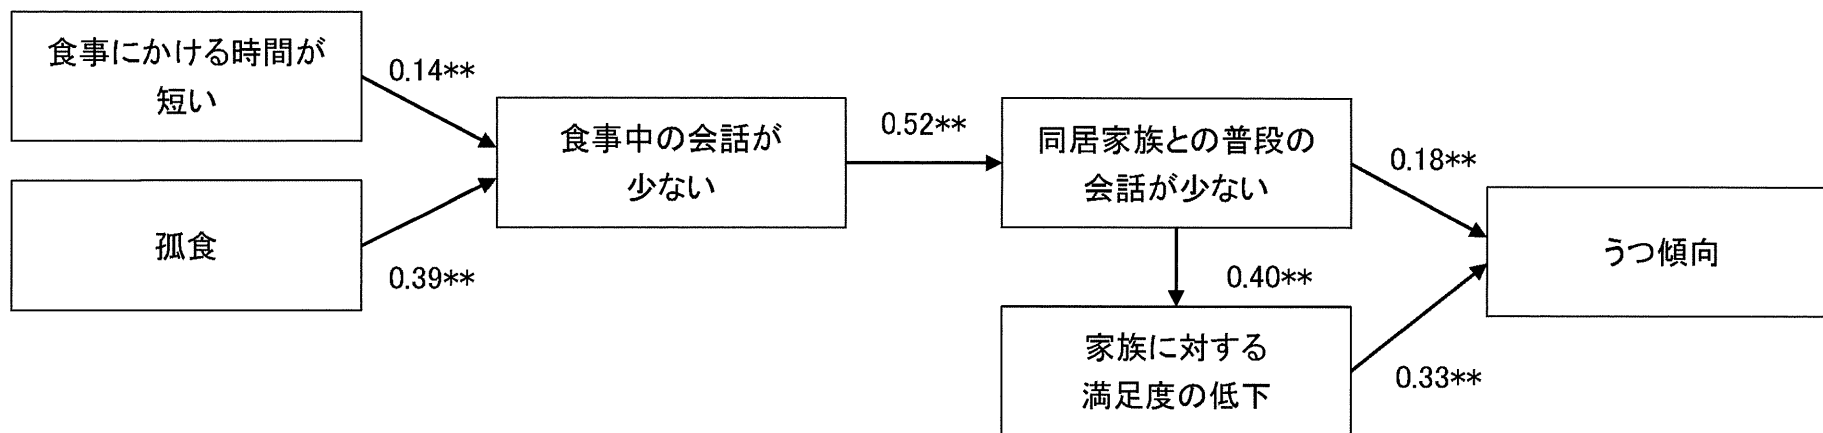 食事にかける時間が
短い
0.14**
孤食
0.39**
食事中の会話が
少ない
0.52**
同居家族との普段の
会話が少ない
0.18**
0.40**
家族に対する
満足度の低下
0.33**
うつ傾向